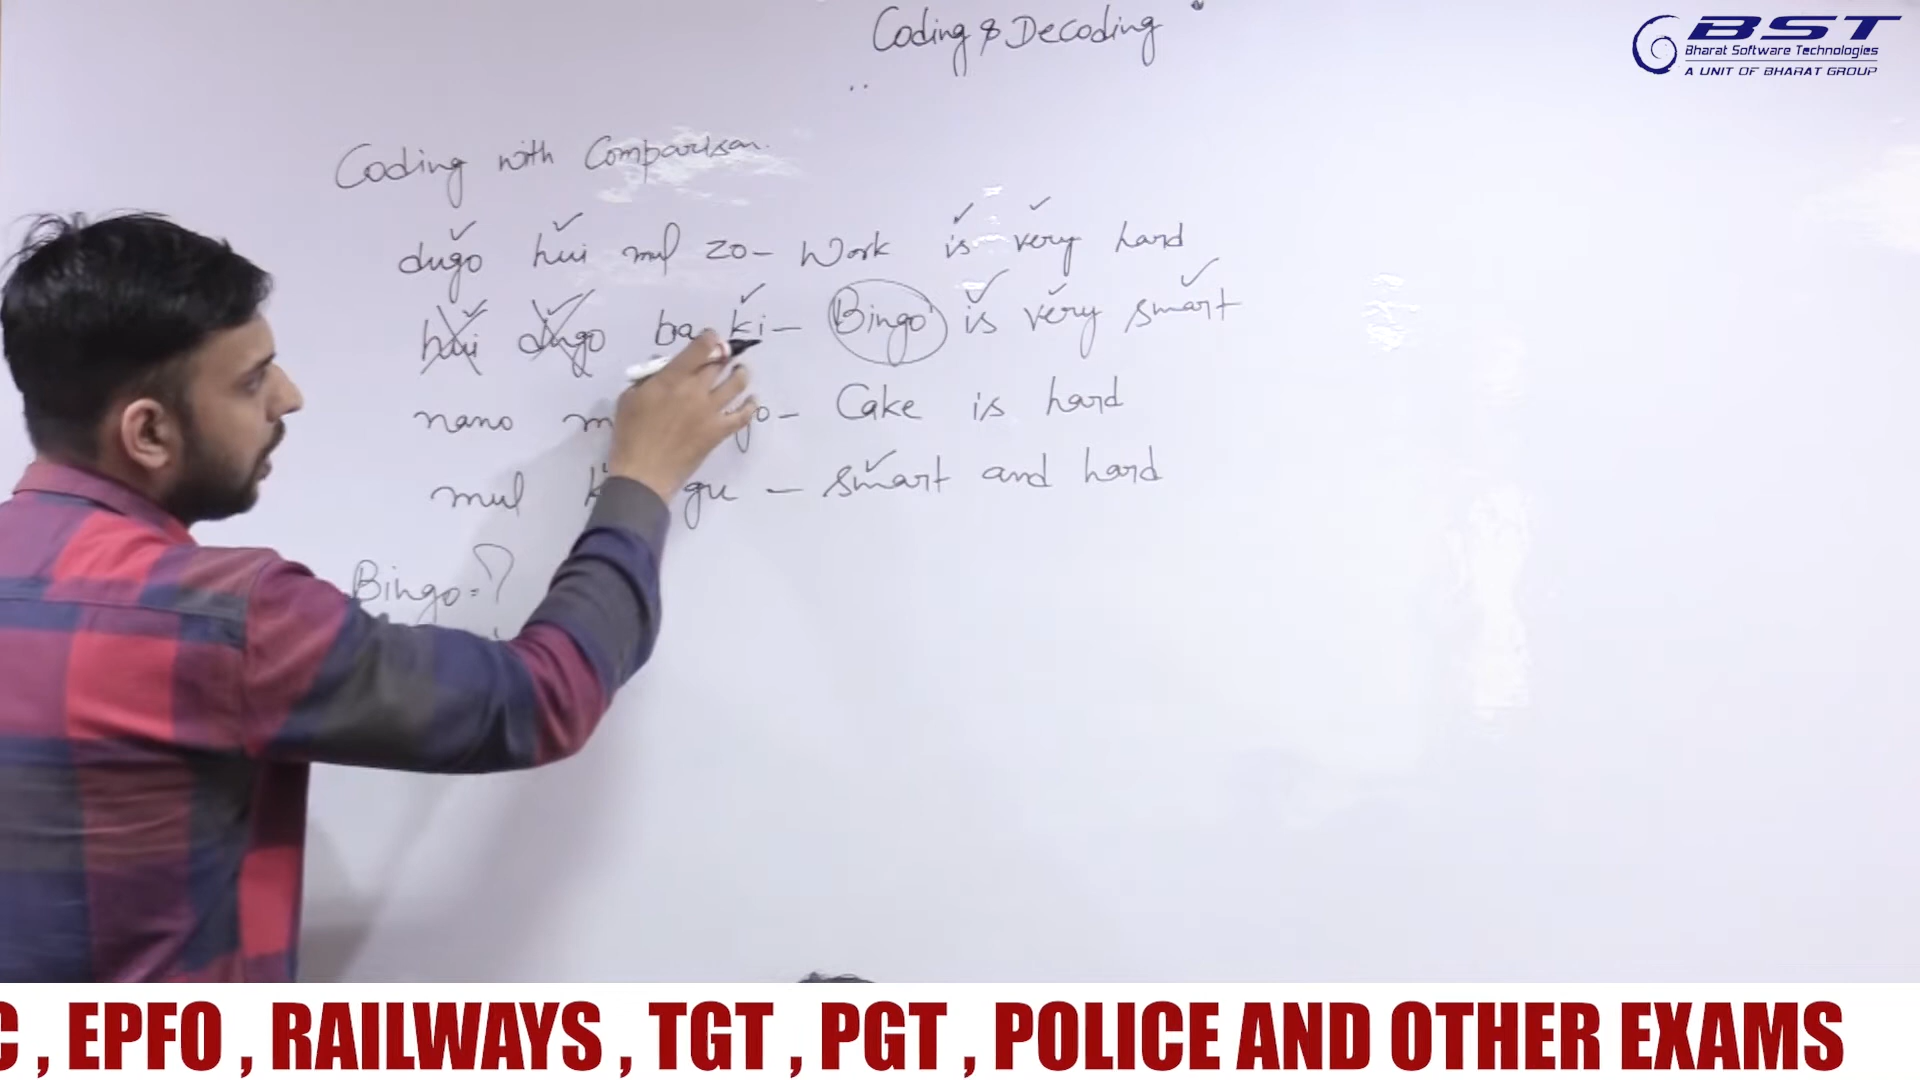 Coding & Decoding
BST
Bharat Software Technologies
A UNIT OF BHARAT GROUP
Coding with Comparison.
dugo hui mul zo - Work is very hard
hui dugo ba ki - Bingo is very smart
nano - Cake is hard
mul gu - smart and hard
Bingo = ?
C , EPFO , RAILWAYS , TGT , PGT , POLICE AND OTHER EXAMS